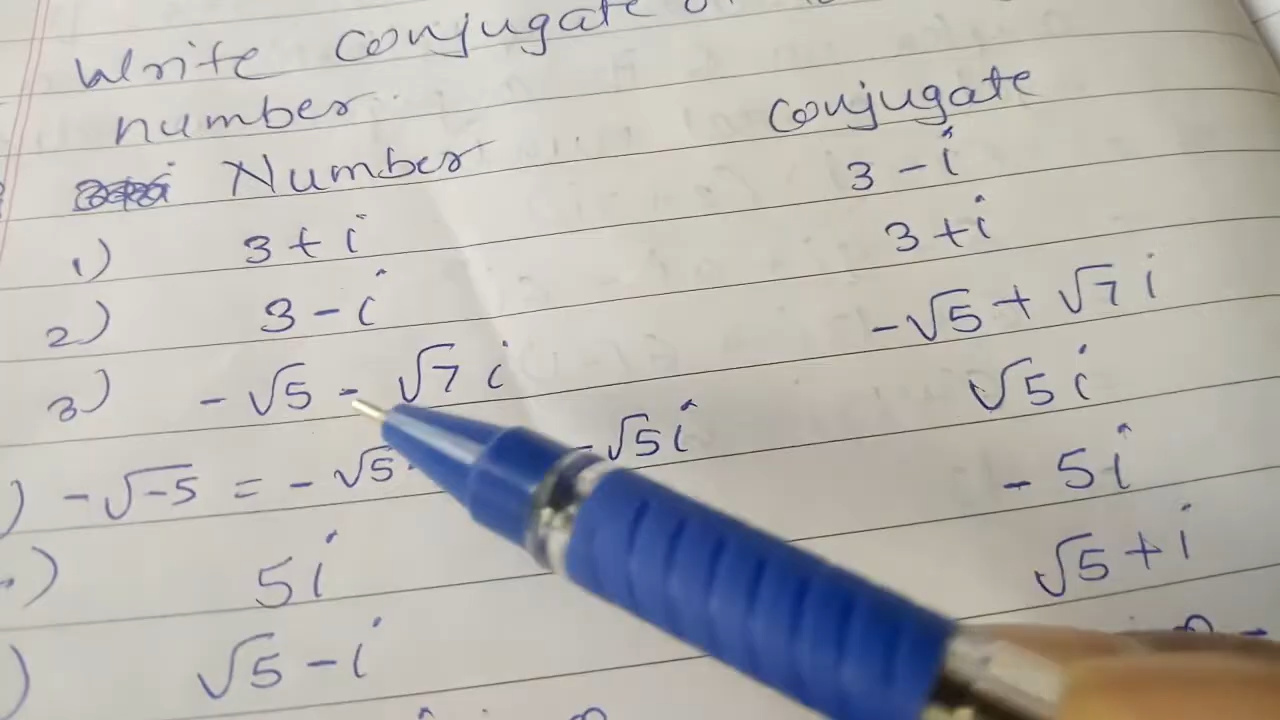 Write conjugate
number
Number conjugate
1) 3 + i 3 - i
2) 3 - i 3 + i
3) - √5 - √7 i - √5 + √7 i
) - √-5 = - √5 - √5 i √5 i
) 5i - 5i
) √5 - i √5 + i